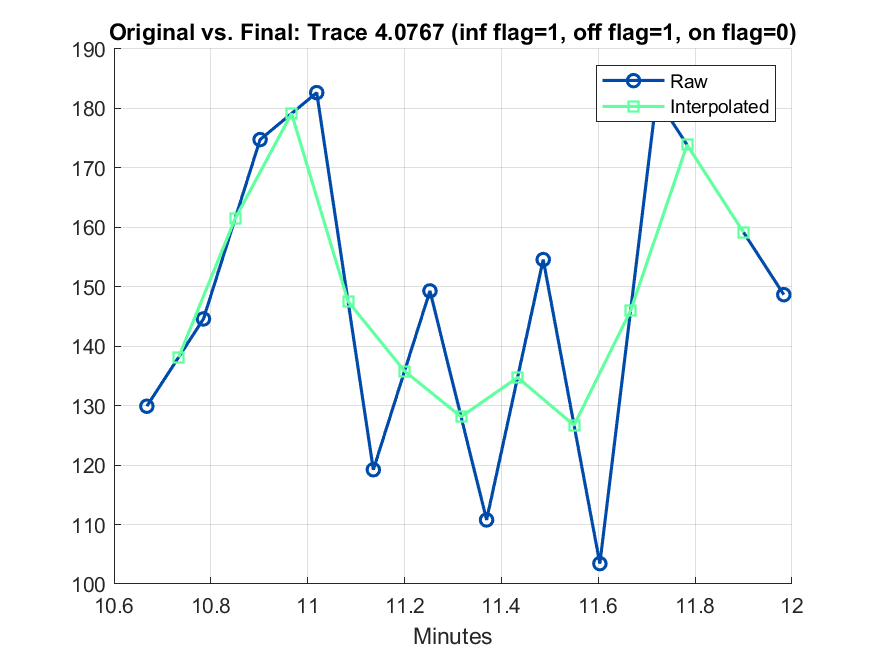 Original vs. Final: Trace 4.0767 (inf flag=1, off flag=1, on flag=0)
190
180
170
160
150
140
130
120
110
100
Raw
Interpolated
10.6 10.8 11 11.2 11.4 11.6 11.8 12
Minutes